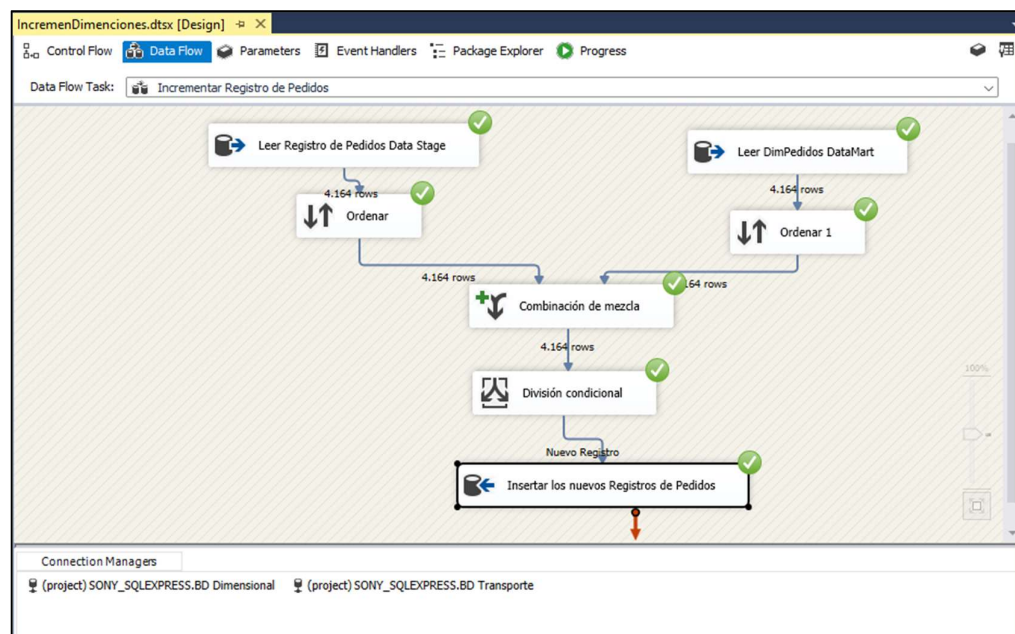 IncremenDimenciones.dtsx [Design]
Control Flow Data Flow Parameters Event Handlers Package Explorer Progress
Data Flow Task: Incrementar Registro de Pedidos
Leer Registro de Pedidos Data Stage
Leer DimPedidos DataMart
4.164 rows
4.164 rows
Ordenar
Ordenar 1
4.164 rows
.164 rows
Combinación de mezcla
4.164 rows
100%
División condicional
Nuevo Registro
Insertar los nuevos Registros de Pedidos
Connection Managers
(project) SONY_SQLEXPRESS.BD Dimensional (project) SONY_SQLEXPRESS.BD Transporte